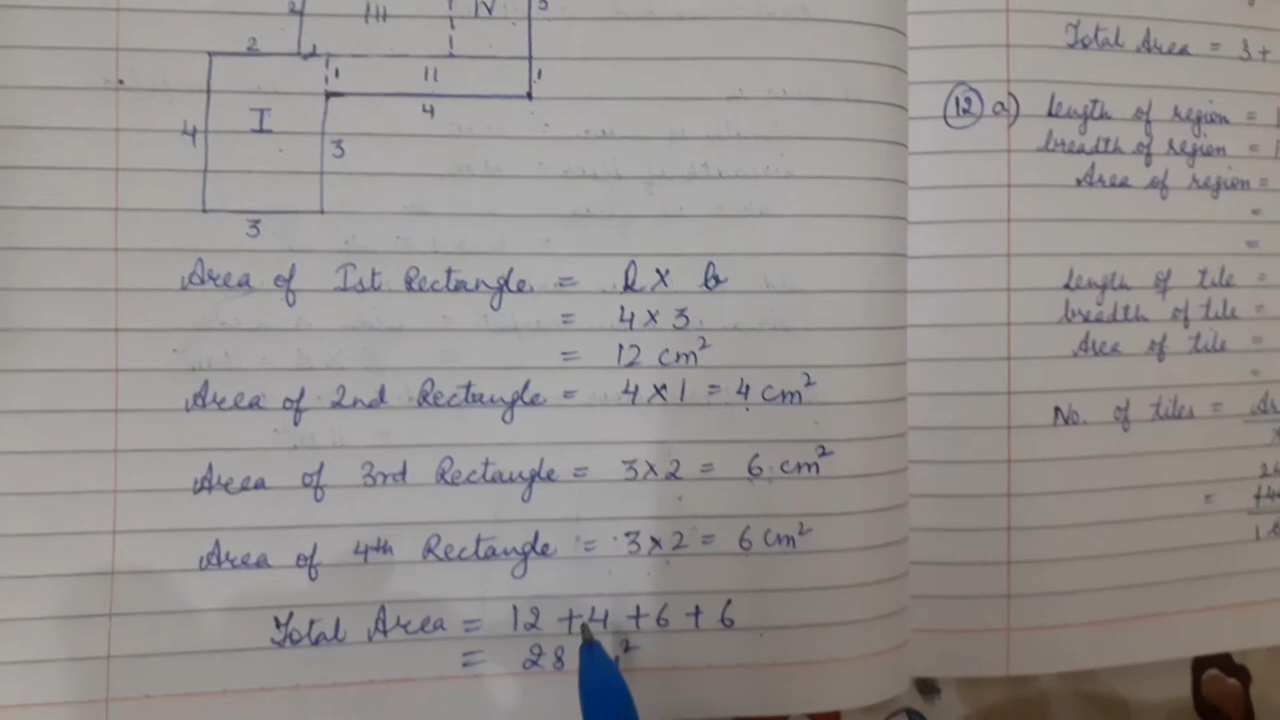 2 III IV 3
2 1
1 II 1
4
4 I
3
3
Area of Ist Rectangle = l x b
= 4 x 3
= 12 cm²
Area of 2nd Rectangle = 4 x 1 = 4 cm²
Area of 3rd Rectangle = 3x2 = 6 cm²
Area of 4th Rectangle = 3x2 = 6 cm²
Total Area = 12 + 4 + 6 + 6
= 28
Total Area = 3 +
12 a) length of region =
breadth of region =
Area of region =
=
=
length of tile =
breadth of tile =
Area of tile =
=
No. of tiles =
=